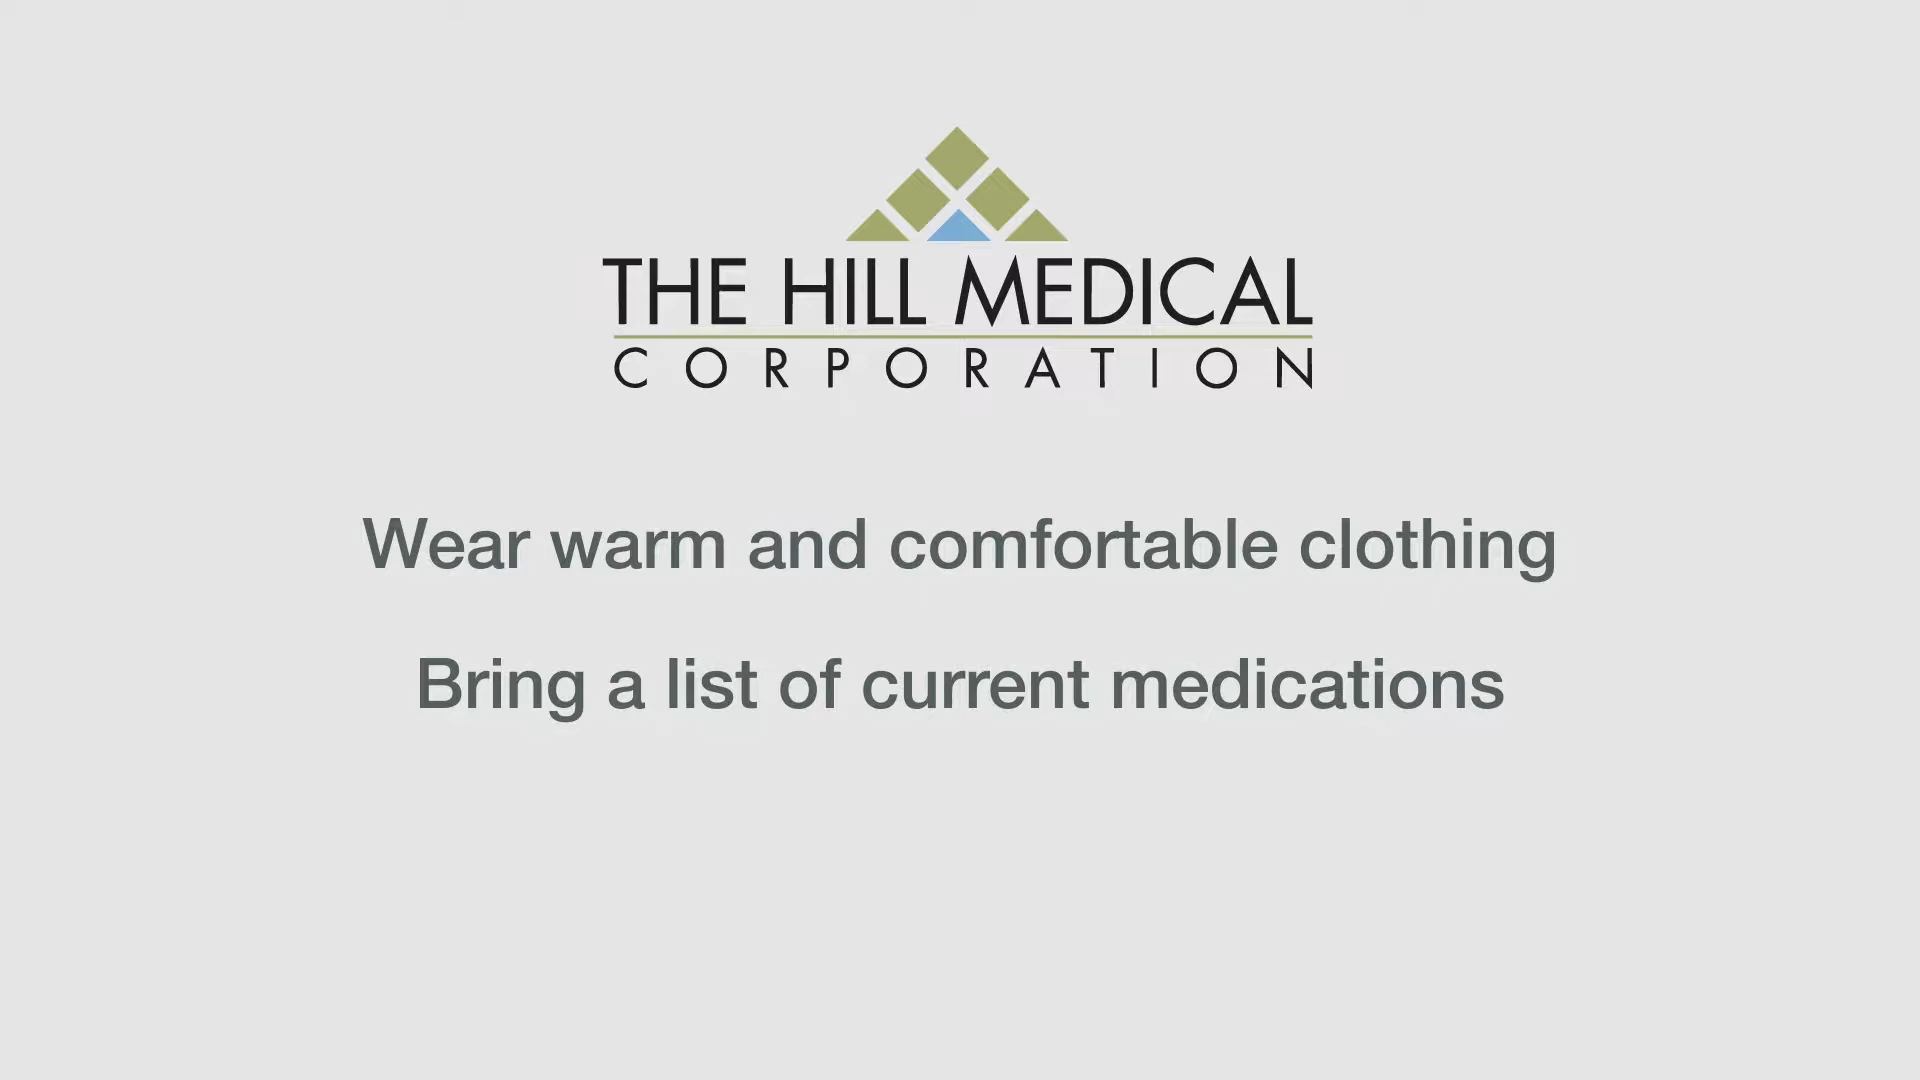 THE HILL MEDICAL
CORPORATION
Wear warm and comfortable clothing
Bring a list of current medications